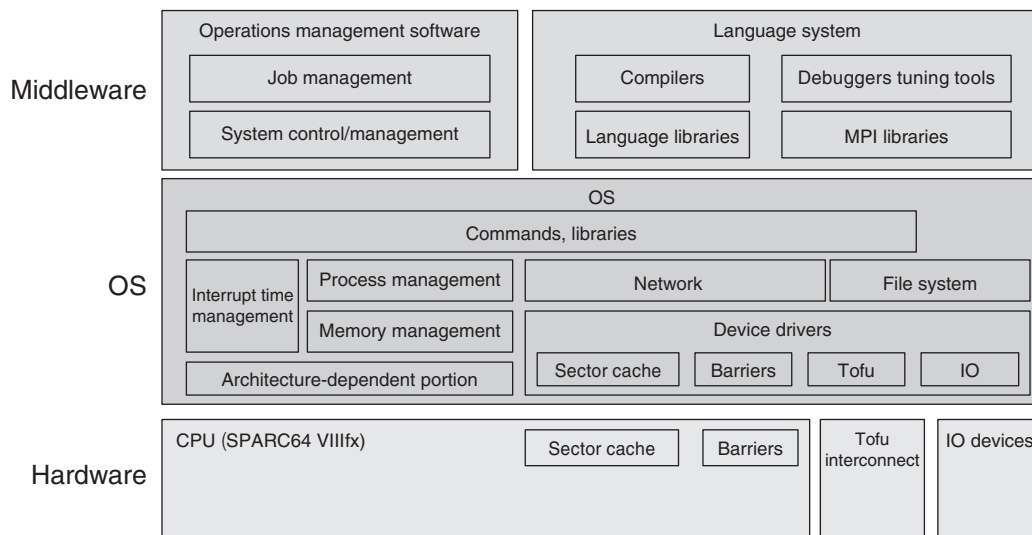 Middleware
Operations management software
Job management
System control/management
Language system
Compilers
Debuggers tuning tools
Language libraries
MPI libraries
OS
OS
Commands, libraries
Interrupt time
management
Process management
Memory management
Architecture-dependent portion
Network
File system
Device drivers
Sector cache
Barriers
Tofu
IO
Hardware
CPU (SPARC64 VIIIfx)
Sector cache
Barriers
Tofu
interconnect
IO devices